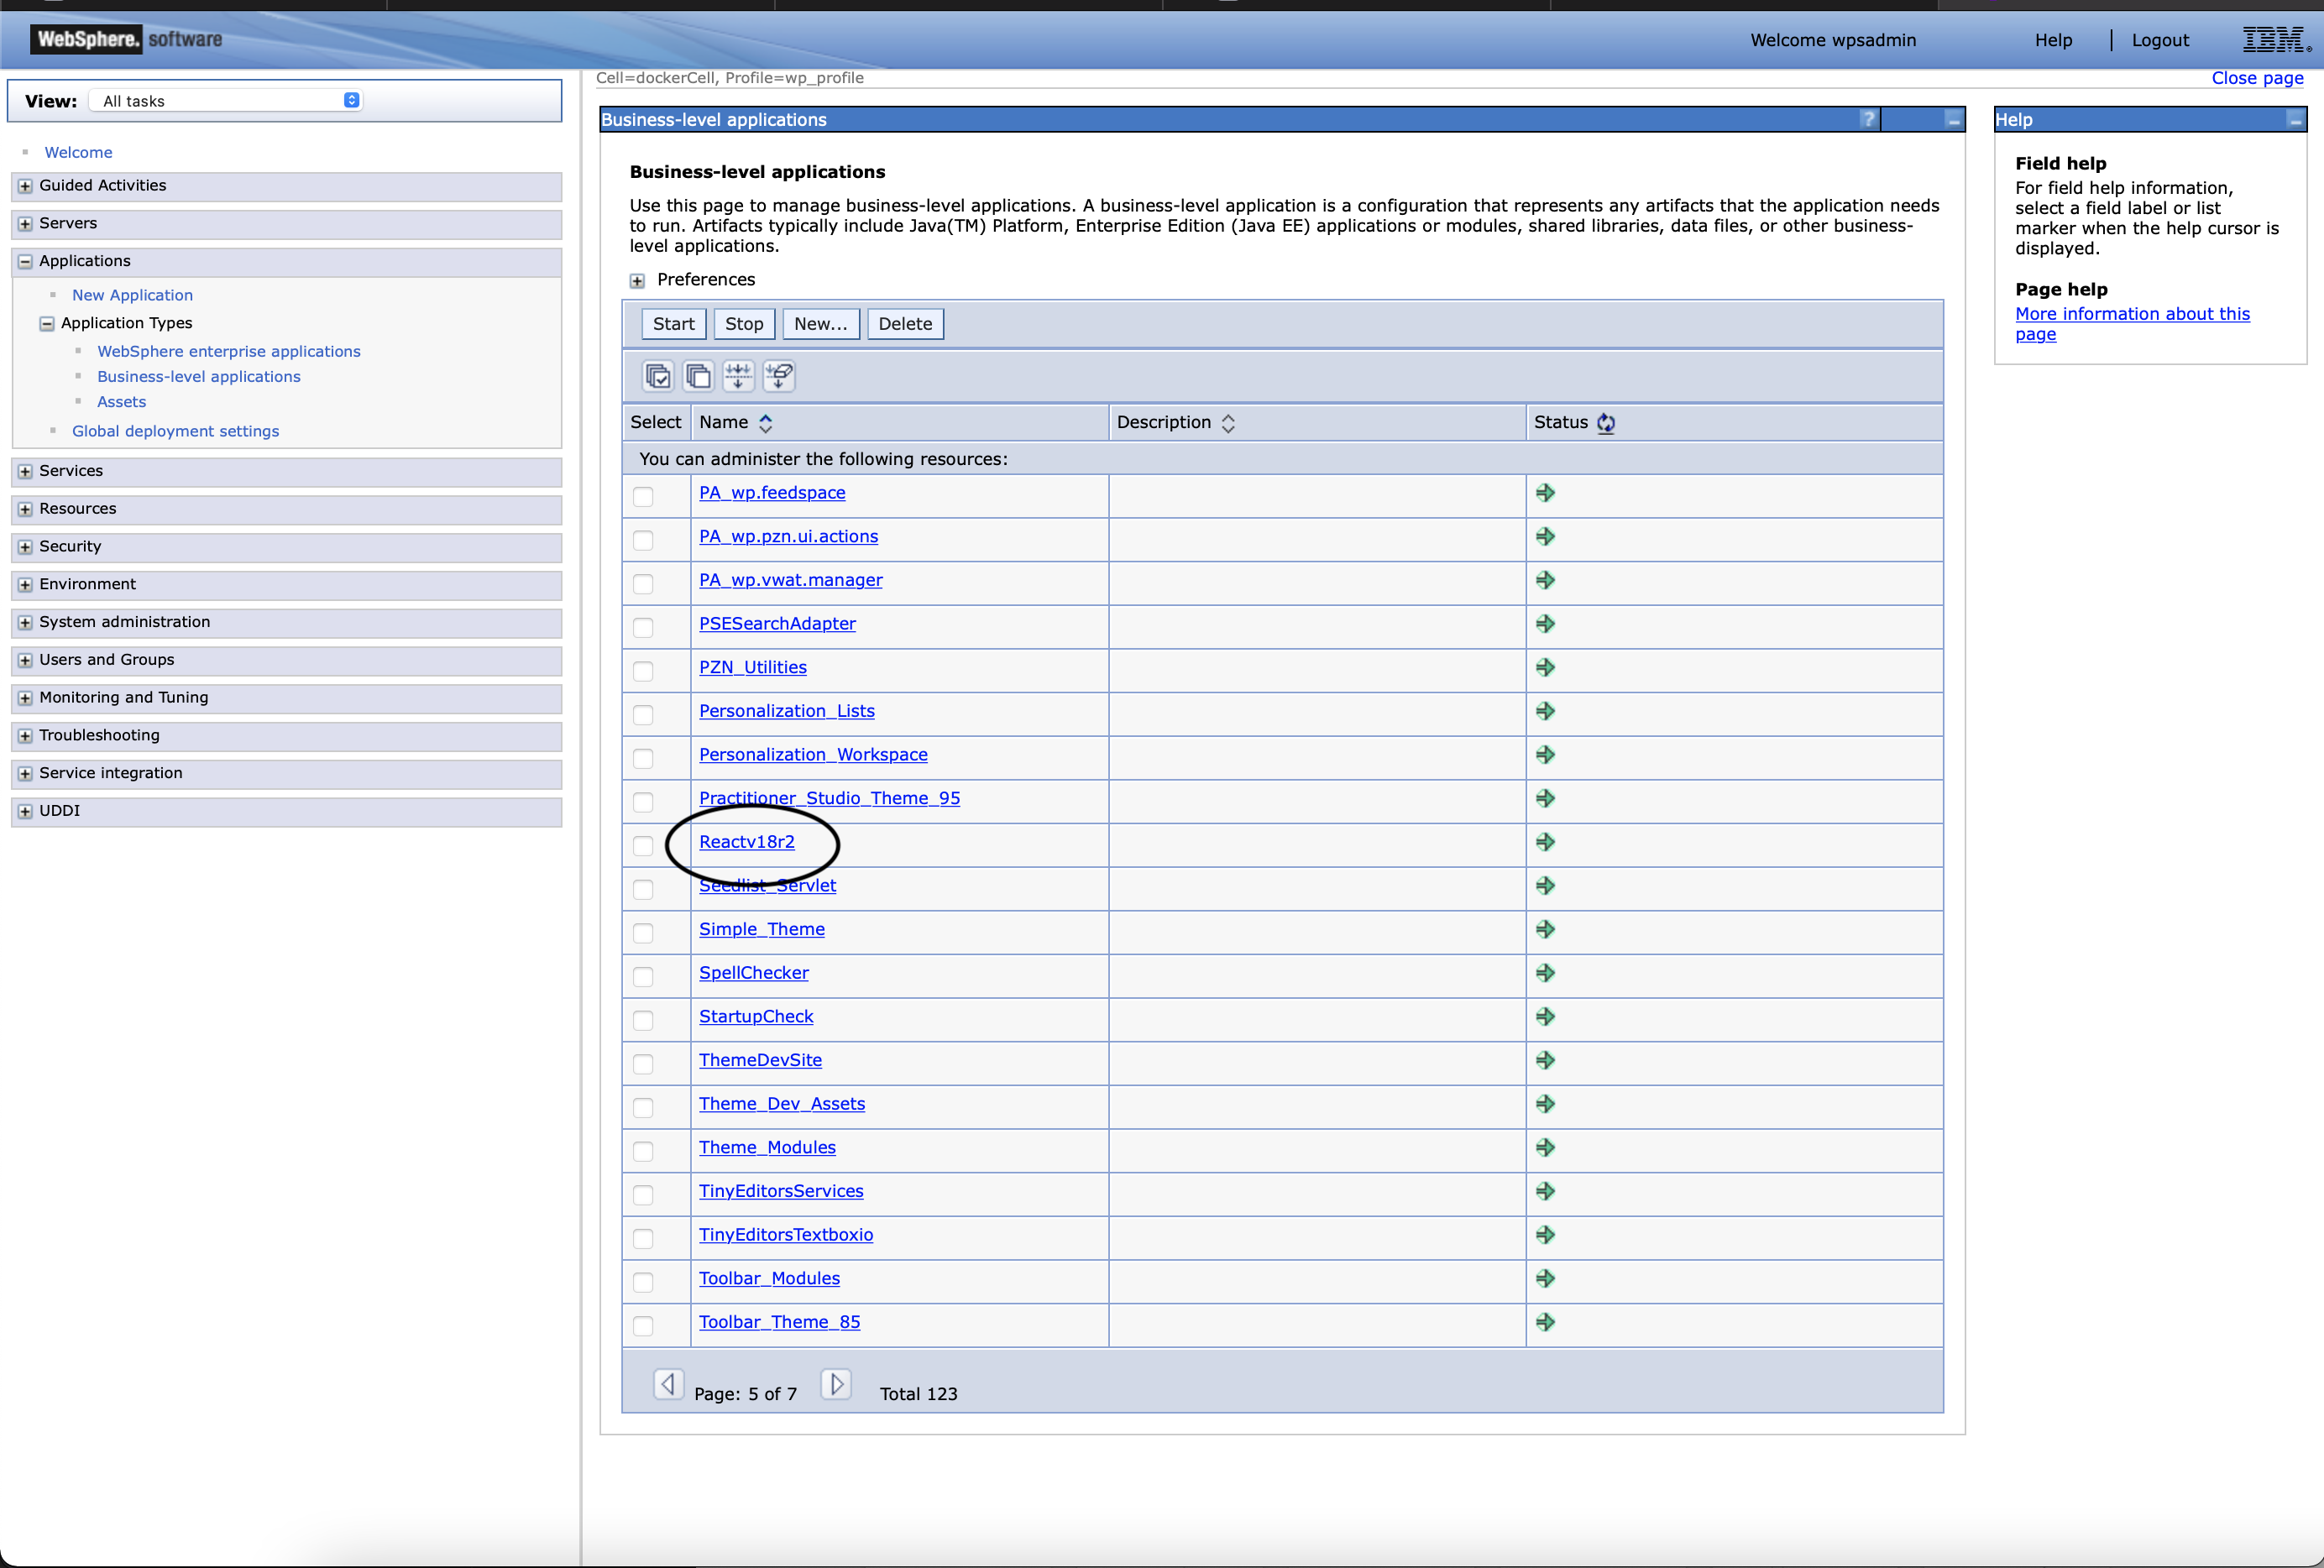 WebSphere. software
Welcome wpsadmin
Help
Logout
IBM.
View: All tasks
Welcome
Guided Activities
Servers
Applications
New Application
Application Types
WebSphere enterprise applications
Business-level applications
Assets
Global deployment settings
Services
Resources
Security
Environment
System administration
Users and Groups
Monitoring and Tuning
Troubleshooting
Service integration
UDDI
Cell=dockerCell, Profile=wp_profile
Close page
Business-level applications
?
Business-level applications
Use this page to manage business-level applications. A business-level application is a configuration that represents any artifacts that the application needs
to run. Artifacts typically include Java(TM) Platform, Enterprise Edition (Java EE) applications or modules, shared libraries, data files, or other business-
level applications.
Preferences
Start Stop New... Delete
Select Name Description Status
You can administer the following resources:
PA_wp.feedspace
PA_wp.pzn.ui.actions
PA_wp.vwat.manager
PSESearchAdapter
PZN_Utilities
Personalization_Lists
Personalization_Workspace
Practitioner_Studio_Theme_95
Reactv18r2
Seedlist_Servlet
Simple_Theme
SpellChecker
StartupCheck
ThemeDevSite
Theme_Dev_Assets
Theme_Modules
TinyEditorsServices
TinyEditorsTextboxio
Toolbar_Modules
Toolbar_Theme_85
Page: 5 of 7 Total 123
Help
Field help
For field help information,
select a field label or list
marker when the help cursor is
displayed.
Page help
More information about this
page